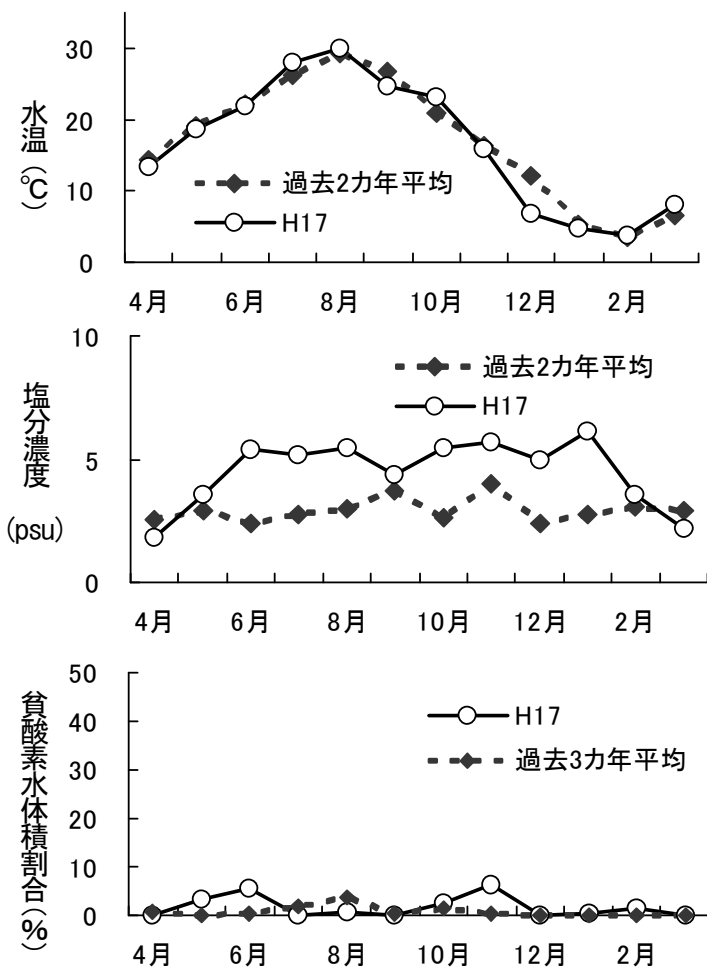 水温(℃)
30
20
10
0
過去2カ年平均
H17
4月 6月 8月 10月 12月 2月
塩分濃度
(psu)
10
5
0
過去2カ年平均
H17
4月 6月 8月 10月 12月 2月
貧酸素水体積割合(%)
50
40
30
20
10
0
H17
過去3カ年平均
4月 6月 8月 10月 12月 2月